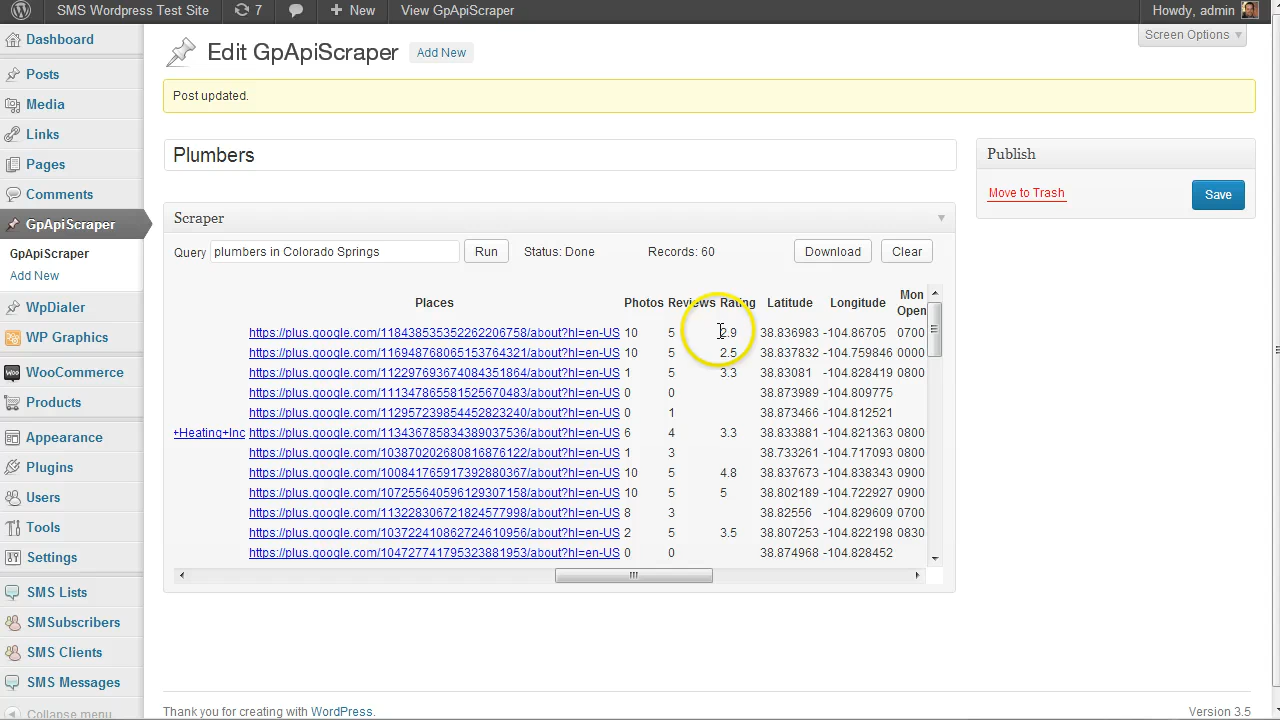 SMS Wordpress Test Site 7 New View GpApiScraper Howdy, admin
Screen Options
Dashboard
Posts
Media
Links
Pages
Comments
GpApiScraper
GpApiScraper
Add New
WpDialer
WP Graphics
WooCommerce
Products
Appearance
Plugins
Users
Tools
Settings
SMS Lists
SMSubscribers
SMS Clients
SMS Messages
Collapse menu
Edit GpApiScraper Add New
Post updated.
Plumbers
Publish
Move to Trash Save
Scraper
Query plumbers in Colorado Springs Run Status: Done Records: 60 Download Clear
Places Photos Reviews Rating Latitude Longitude Mon Open
https://plus.google.com/118438535352262206758/about?hl=en-US 10 5 2.9 38.836983 -104.86705 0700
https://plus.google.com/116948768065153764321/about?hl=en-US 10 5 2.5 38.837832 -104.759846 0000
https://plus.google.com/112297693674084351864/about?hl=en-US 1 5 3.3 38.83081 -104.828419 0800
https://plus.google.com/111347865581525670483/about?hl=en-US 0 0 38.873989 -104.809775
https://plus.google.com/112957239854452823240/about?hl=en-US 0 1 38.873466 -104.812521
+Heating+Inc https://plus.google.com/113436785834389037536/about?hl=en-US 6 4 3.3 38.833881 -104.821363 0800
https://plus.google.com/103870202680816876122/about?hl=en-US 1 3 38.733261 -104.717093 0800
https://plus.google.com/100841765917392880367/about?hl=en-US 10 5 4.8 38.837673 -104.838343 0900
https://plus.google.com/107255640596129307158/about?hl=en-US 10 5 5 38.802189 -104.722927 0900
https://plus.google.com/113228306721824577998/about?hl=en-US 8 3 38.82556 -104.829609 0700
https://plus.google.com/103722410862724610956/about?hl=en-US 2 5 3.5 38.807253 -104.822198 0830
https://plus.google.com/104727741795323881953/about?hl=en-US 0 0 38.874968 -104.828452
Thank you for creating with WordPress. Version 3.5